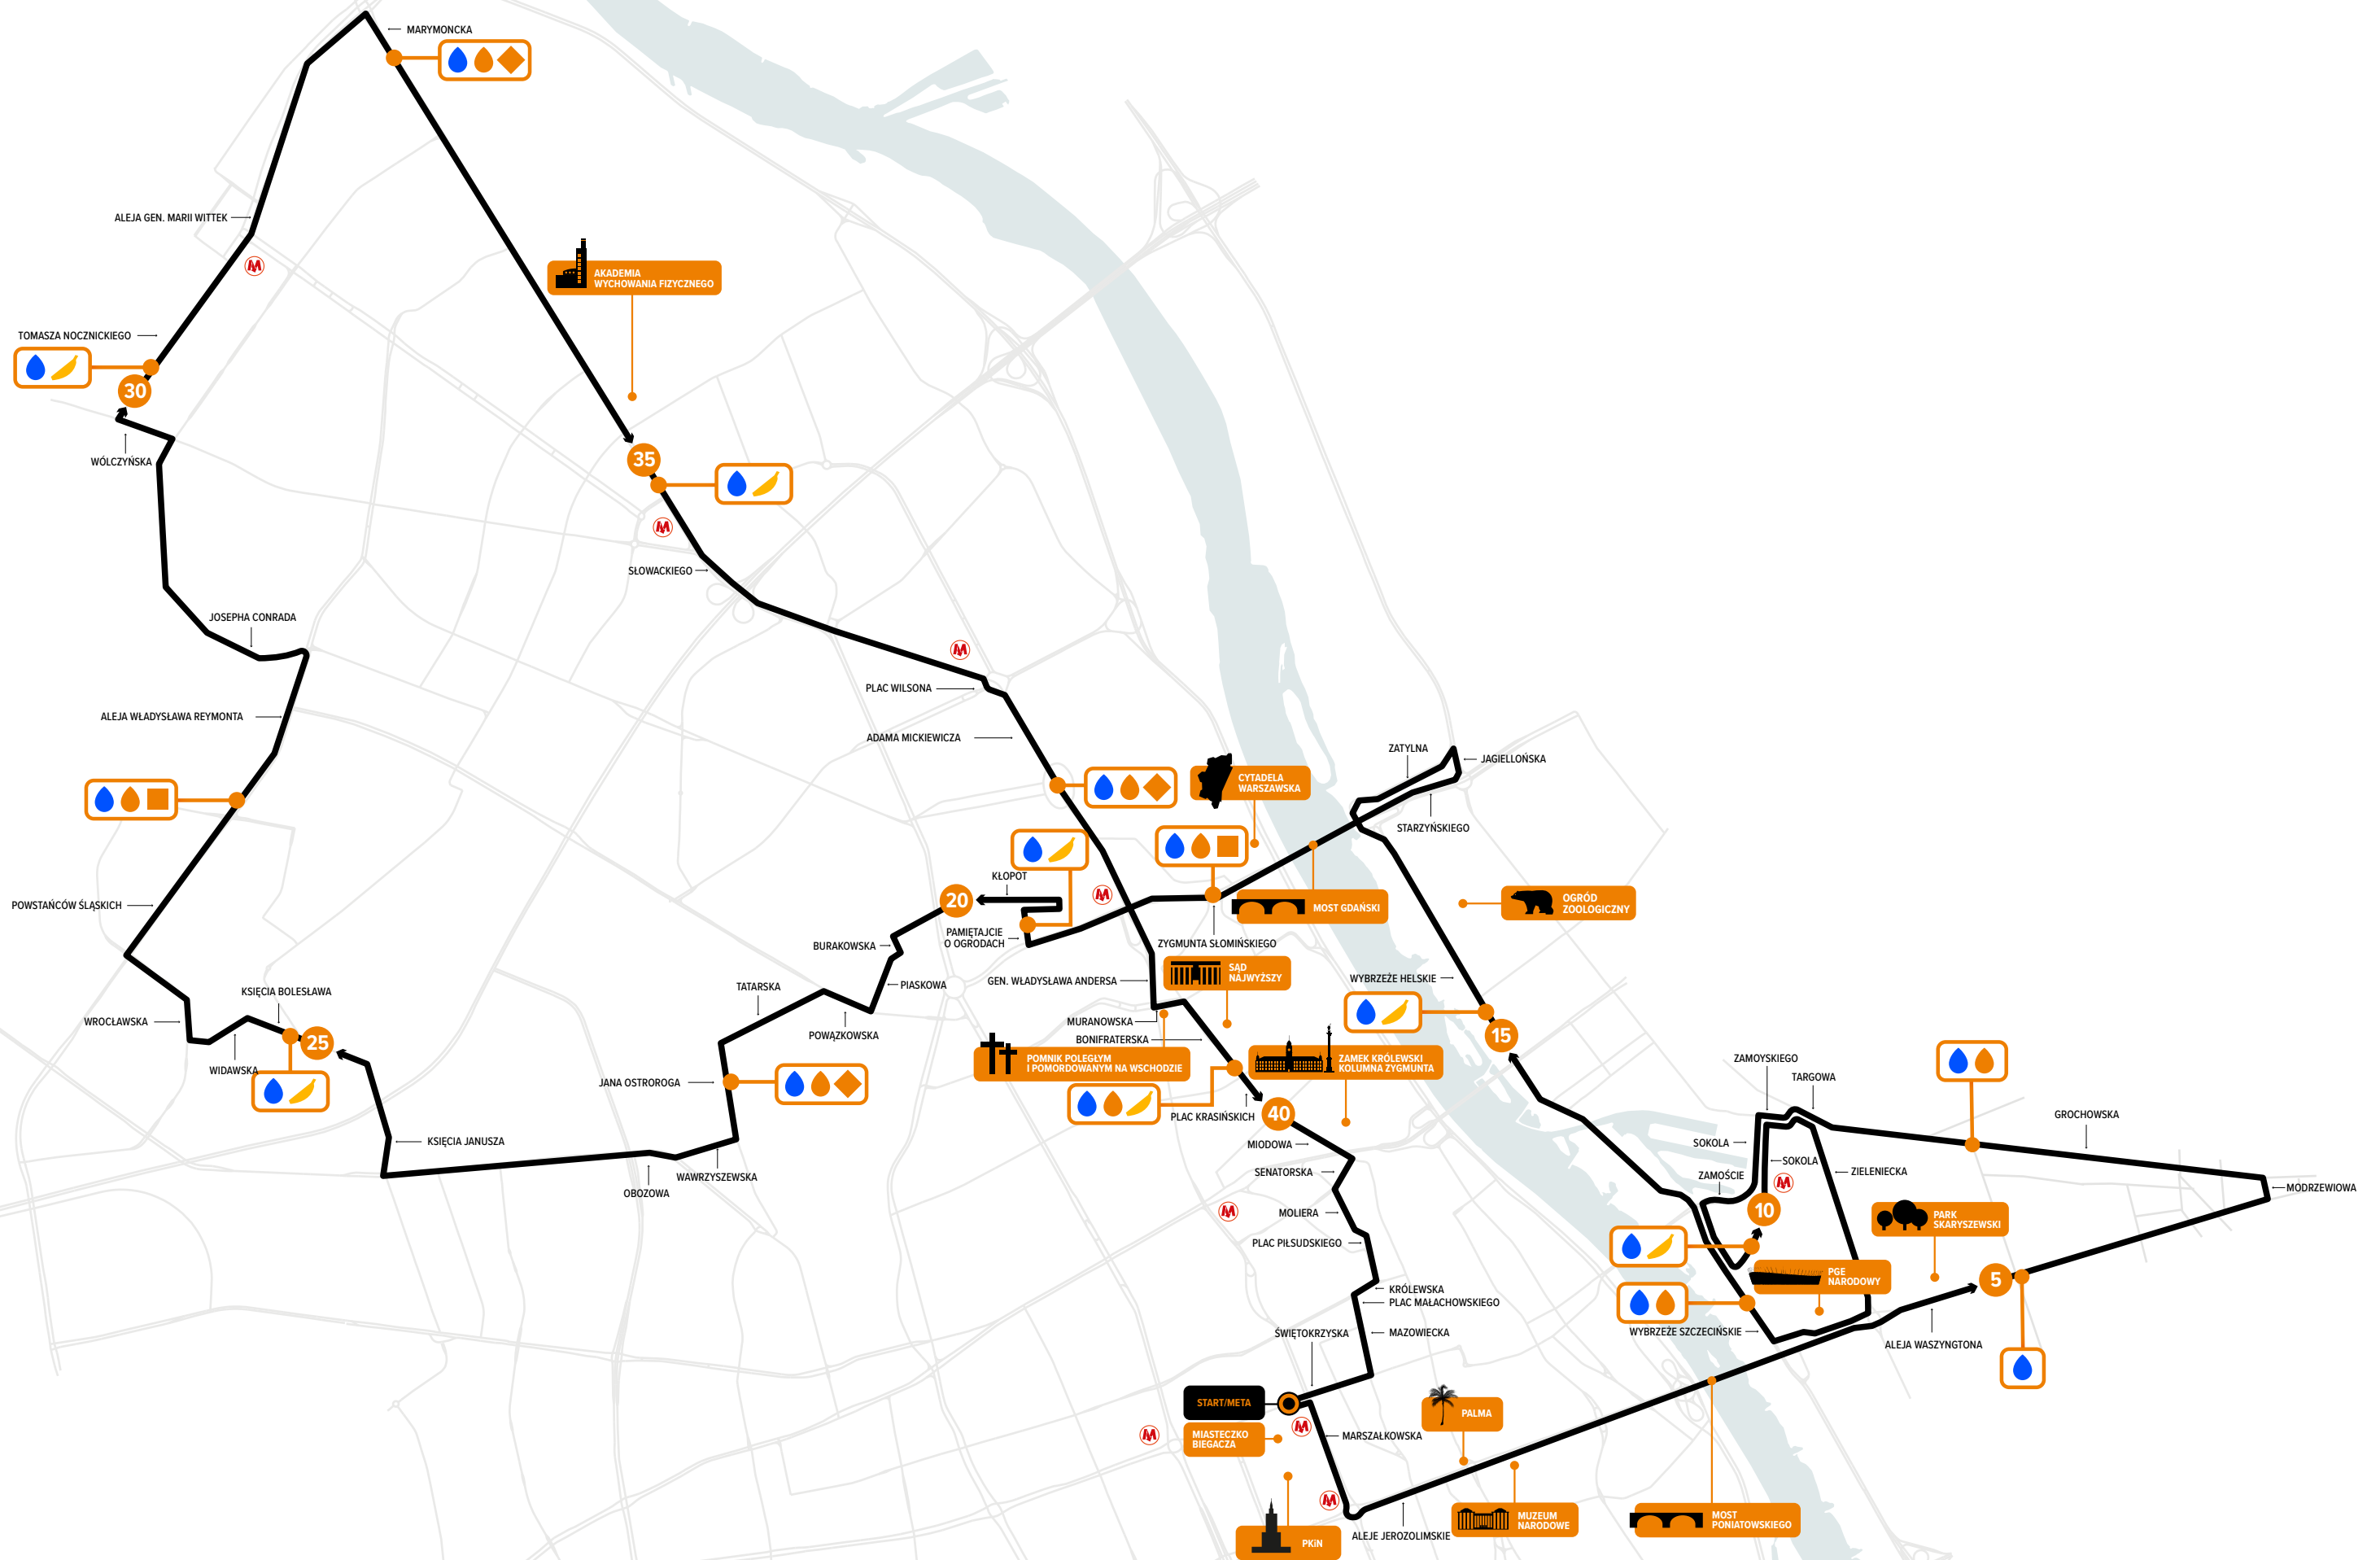 MARYMONCKA
ALEJA GEN. MARII WITTEK
AKADEMIA
WYCHOWANIA FIZYCZNEGO
TOMASZA NOCZNICKIEGO
30
WÓLCZYŃSKA
35
SŁOWACKIEGO
JOSEPHA CONRADA
PLAC WILSONA
ALEJA WŁADYSŁAWA REYMONTA
ADAMA MICKIEWICZA
ZATYLNA
JAGIELLOŃSKA
CYTADELA
WARSZAWSKA
STARZYŃSKIEGO
KŁOPOT
20
POWSTAŃCÓW ŚLĄSKICH
MOST GDAŃSKI
OGRÓD
ZOOLOGICZNY
PAMIĘTAJCIE
O OGRODACH
BURAKOWSKA
ZYGMUNTA SŁOMIŃSKIEGO
SĄD
NAJWYŻSZY
GEN. WŁADYSŁAWA ANDERSA
WYBRZEŻE HELSKIE
PIASKOWA
TATARSKA
KSIĘCIA BOLESŁAWA
WROCŁAWSKA
MURANOWSKA
POWĄZKOWSKA
BONIFRATERSKA
25
15
WIDAWSKA
POMNIK POLEGŁYM
I POMORDOWANYM NA WSCHODZIE
ZAMEK KRÓLEWSKI
KOLUMNA ZYGMUNTA
ZAMOYSKIEGO
TARGOWA
JANA OSTROROGA
PLAC KRASIŃSKICH
40
GROCHOWSKA
KSIĘCIA JANUSZA
MIODOWA
SOKOLA
SOKOLA
ZIELENIECKA
ZAMOŚCIE
SENATORSKA
WAWRZYSZEWSKA
OBOZOWA
MODRZEWIOWA
MOLIERA
10
PARK
SKARYSZEWSKI
PLAC PIŁSUDSKIEGO
PGE
NARODOWY
5
KRÓLEWSKA
PLAC MAŁACHOWSKIEGO
ŚWIĘTOKRZYSKA
MAZOWIECKA
WYBRZEŻE SZCZECIŃSKIE
ALEJA WASZYNGTONA
START/META
PALMA
MIASTECZKO
BIEGACZA
MARSZAŁKOWSKA
PKiN
ALEJE JEROZOLIMSKIE
MUZEUM
NARODOWE
MOST
PONIATOWSKIEGO